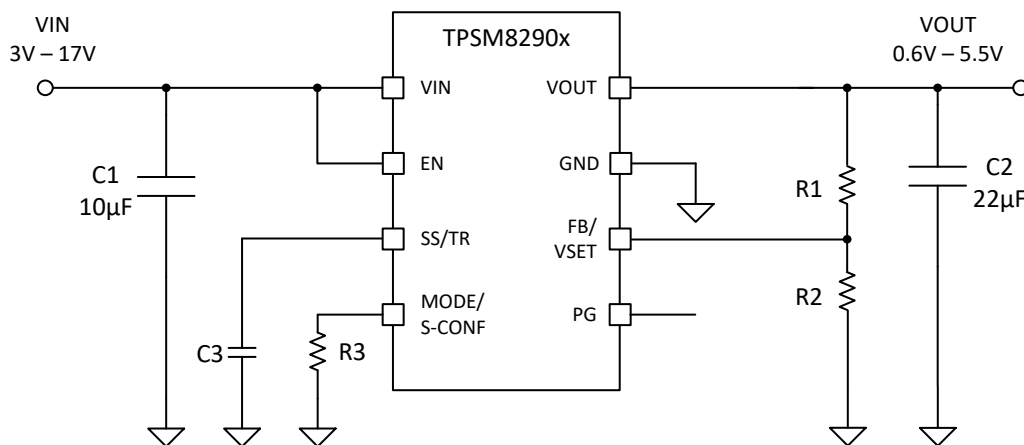 VIN
3V – 17V
TPSM8290x
VOUT
0.6V – 5.5V
VIN
VOUT
EN
GND
C1
10µF
R1
C2
22µF
SS/TR
FB/
VSET
MODE/
S-CONF
PG
R2
C3
R3